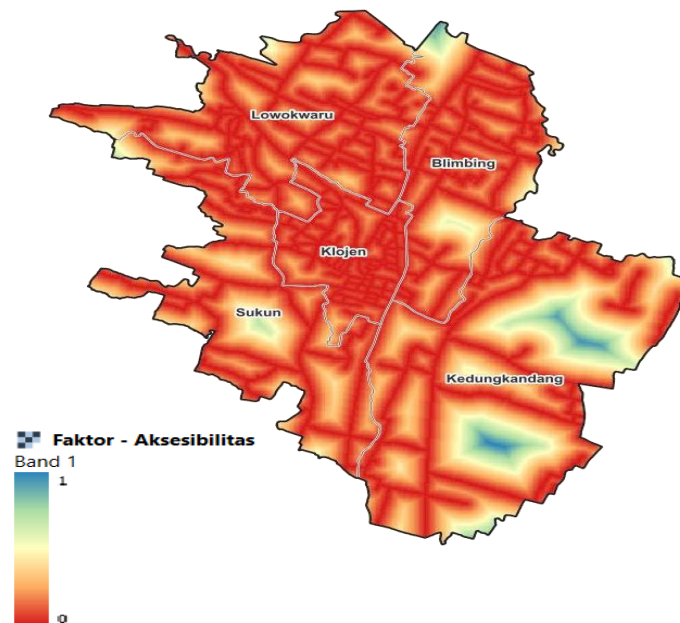 Lowokwaru
Blimbing
Klojen
Sukun
Kedungkandang
Faktor - Aksesibilitas
Band 1
1
0